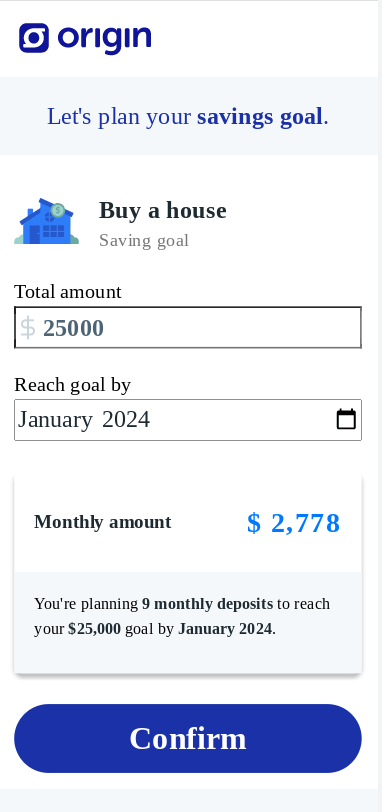 origin
Let's plan your savings goal.
Buy a house
Saving goal
Total amount
$ 25000
Reach goal by
January 2024
Monthly amount
$ 2,778
You're planning 9 monthly deposits to reach
your $25,000 goal by January 2024.
Confirm